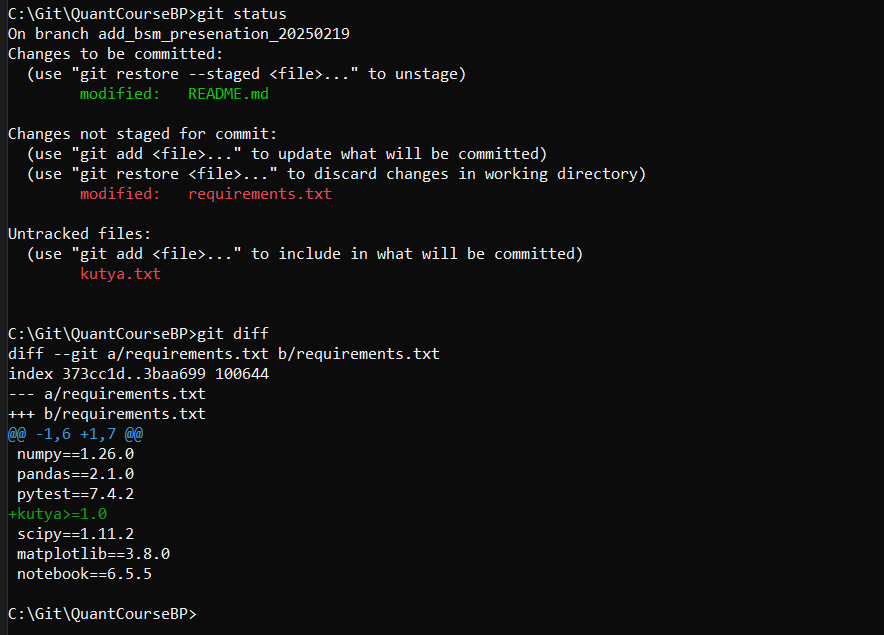 C:\Git\QuantCourseBP>git status
On branch add_bsm_presenation_20250219
Changes to be committed:
  (use "git restore --staged <file>..." to unstage)
        modified:   README.md

Changes not staged for commit:
  (use "git add <file>..." to update what will be committed)
  (use "git restore <file>..." to discard changes in working directory)
        modified:   requirements.txt

Untracked files:
  (use "git add <file>..." to include in what will be committed)
        kutya.txt


C:\Git\QuantCourseBP>git diff
diff --git a/requirements.txt b/requirements.txt
index 373cc1d..3baa699 100644
--- a/requirements.txt
+++ b/requirements.txt
@@ -1,6 +1,7 @@
 numpy==1.26.0
 pandas==2.1.0
 pytest==7.4.2
+kutya>=1.0
 scipy==1.11.2
 matplotlib==3.8.0
 notebook==6.5.5

C:\Git\QuantCourseBP>